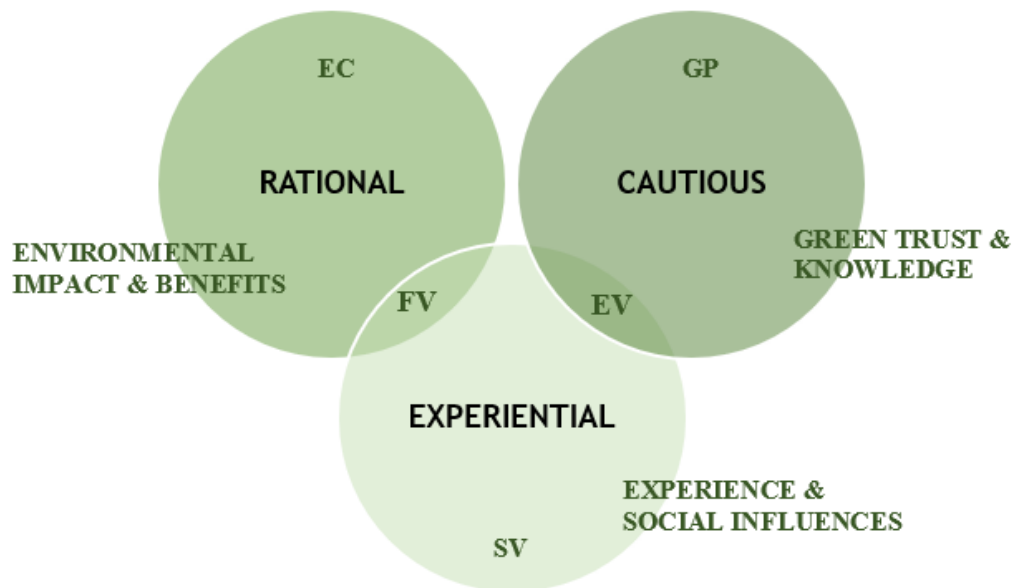 EC
GP
RATIONAL
CAUTIOUS
ENVIRONMENTAL
IMPACT & BENEFITS
GREEN TRUST &
KNOWLEDGE
FV
EV
EXPERIENTIAL
EXPERIENCE &
SOCIAL INFLUENCES
SV